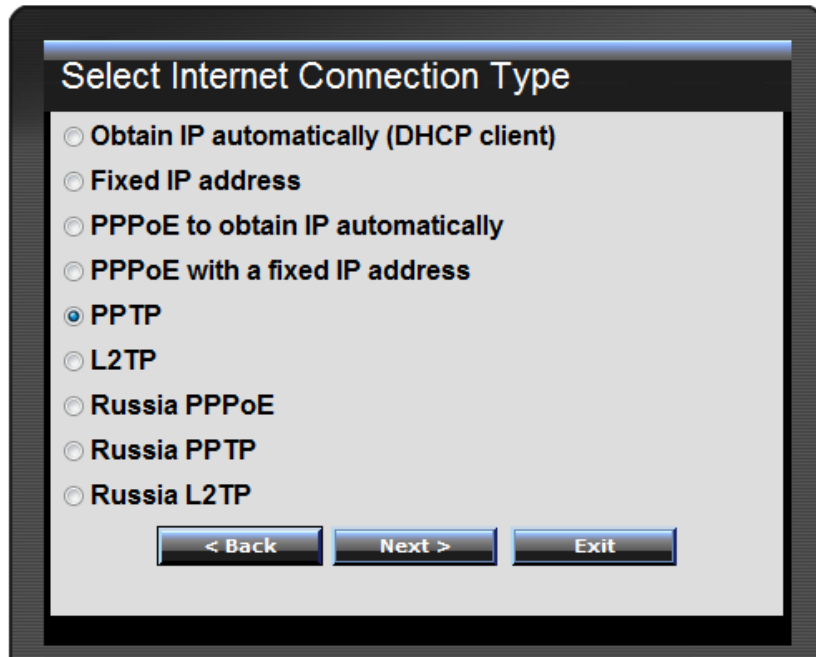 Select Internet Connection Type
Obtain IP automatically (DHCP client)
Fixed IP address
PPPoE to obtain IP automatically
PPPoE with a fixed IP address
PPTP
L2TP
Russia PPPoE
Russia PPTP
Russia L2TP
< Back Next > Exit